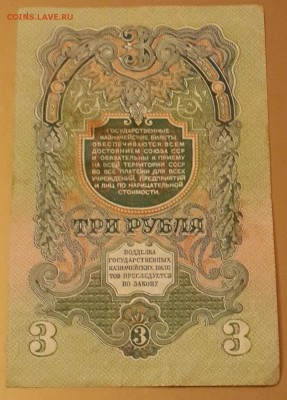 COINS.LAVE.RU
3
ГОСУДАРСТВЕННЫЕ
КАЗНАЧЕЙСКИЕ БИЛЕТЫ
ОБЕСПЕЧИВАЮТСЯ ВСЕМ
ДОСТОЯНИЕМ СОЮЗА ССР
И ОБЯЗАТЕЛЬНЫ К ПРИЕМУ
НА ВСЕЙ ТЕРРИТОРИИ СССР
ВО ВСЕ ПЛАТЕЖИ ДЛЯ ВСЕХ
УЧРЕЖДЕНИЙ, ПРЕДПРИЯТИЙ
И ЛИЦ ПО НАРИЦАТЕЛЬНОЙ
СТОИМОСТИ.
ТРИ РУБЛЯ
ПОДДЕЛКА
ГОСУДАРСТВЕННЫХ
КАЗНАЧЕЙСКИХ БИЛЕ
ТОВ ПРЕСЛЕДУЕТСЯ
ПО ЗАКОНУ
3 3 3